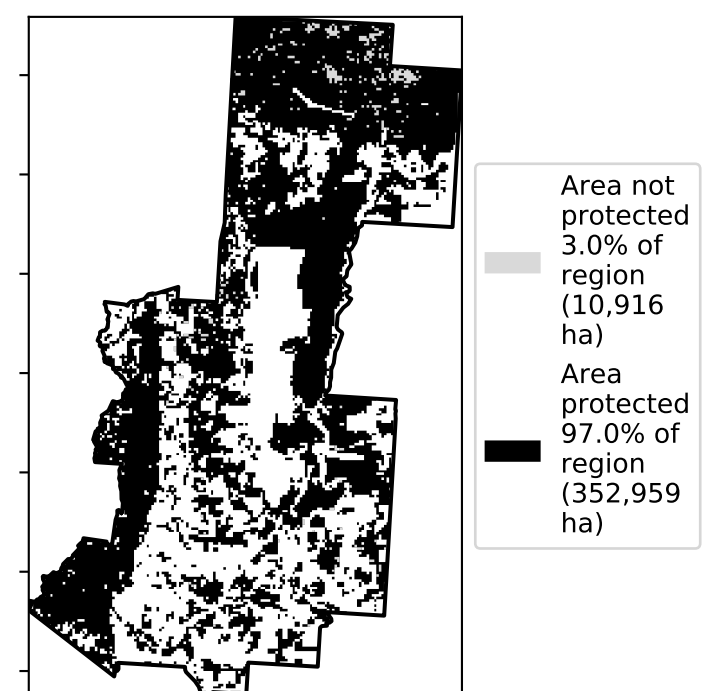 Area not
protected
3.0% of
region
(10,916
ha)
Area
protected
97.0% of
region
(352,959
ha)